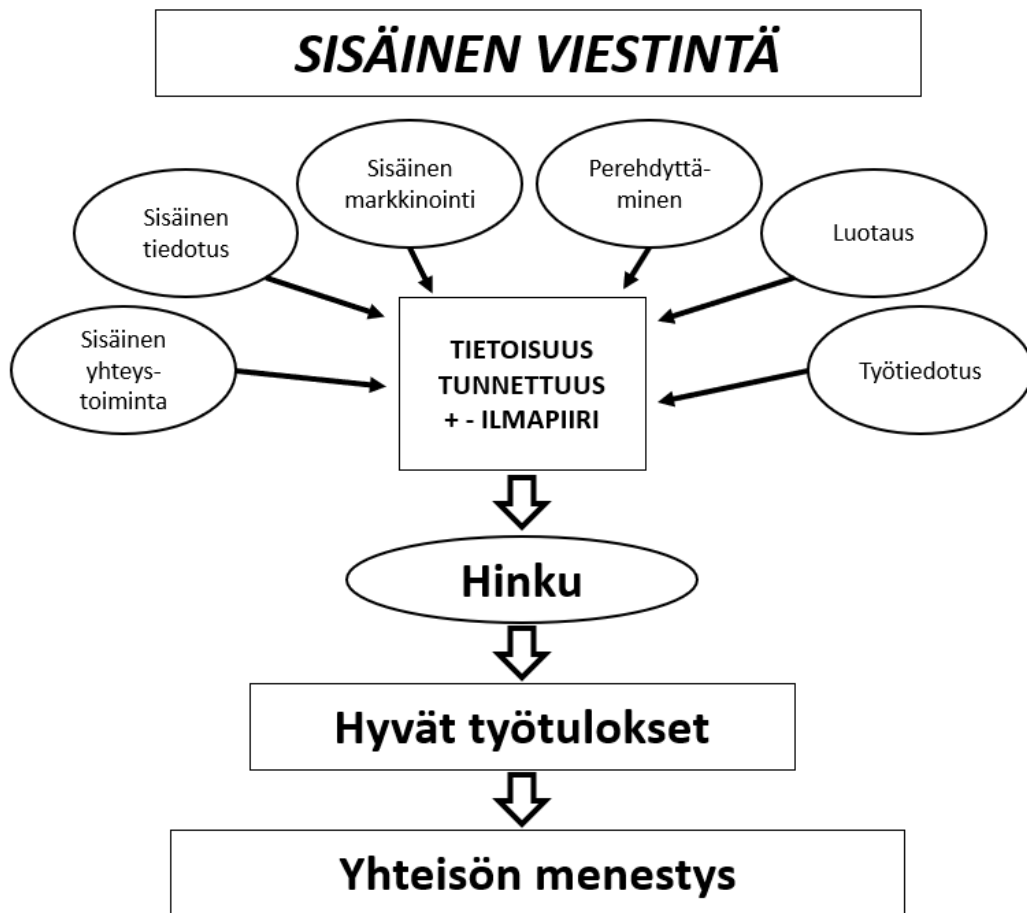 SISÄINEN VIESTINTÄ
Sisäinen
yhteys-
toiminta
Sisäinen
tiedotus
Sisäinen
markkinointi
Perehdyttä-
minen
Luotaus
Työtiedotus
TIETOISUUS
TUNNETTUUS
+ - ILMAPIIRI
Hinku
Hyvät työtulokset
Yhteisön menestys